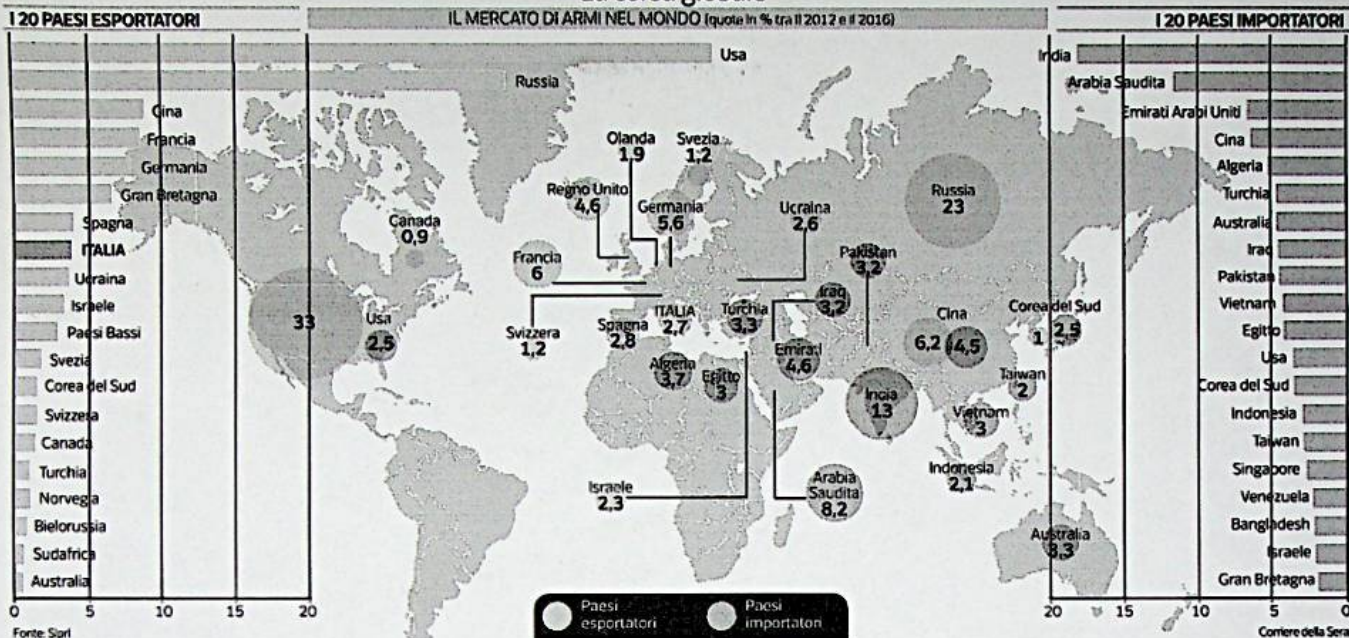 I 20 PAESI ESPORTATORI
IL MERCATO DI ARMI NEL MONDO (quote in % tra il 2012 e il 2016)
I 20 PAESI IMPORTATORI
Usa
Russia
Cina
Francia
Germania
Gran Bretagna
Spagna
ITALIA
Ucraina
Israele
Paesi Bassi
Svezia
Corea del Sud
Svizzera
Canada
Turchia
Norvegia
Bielorussia
Sudafrica
Australia
0 5 10 15 20
Fonte: Sipri
Canada
0,9
33
Usa
2,5
Olanda
1,9
Svezia
1,2
Regno Unito
4,6
Germania
5,6
Ucraina
2,6
Russia
23
Francia
6
Pakistan
3,2
Svizzera
1,2
Spagna
2,8
ITALIA
2,7
Turchia
3,3
Iraq
3,2
Cina
6,2 4,5
Corea del Sud
1 2,5
Algeria
3,7
Egitto
3
Emirati
4,6
India
13
Taiwan
2
Vietnam
3
Israele
2,3
Arabia
Saudita
8,2
Indonesia
2,1
Australia
3,3
Paesi
esportatori
Paesi
importatori
India
Arabia Saudita
Emirati Arabi Uniti
Cina
Algeria
Turchia
Australia
Iraq
Pakistan
Vietnam
Egitto
Usa
Corea del Sud
Indonesia
Taiwan
Singapore
Venezuela
Bangladesh
Israele
Gran Bretagna
20 15 10 5 0
Corriere della Sera